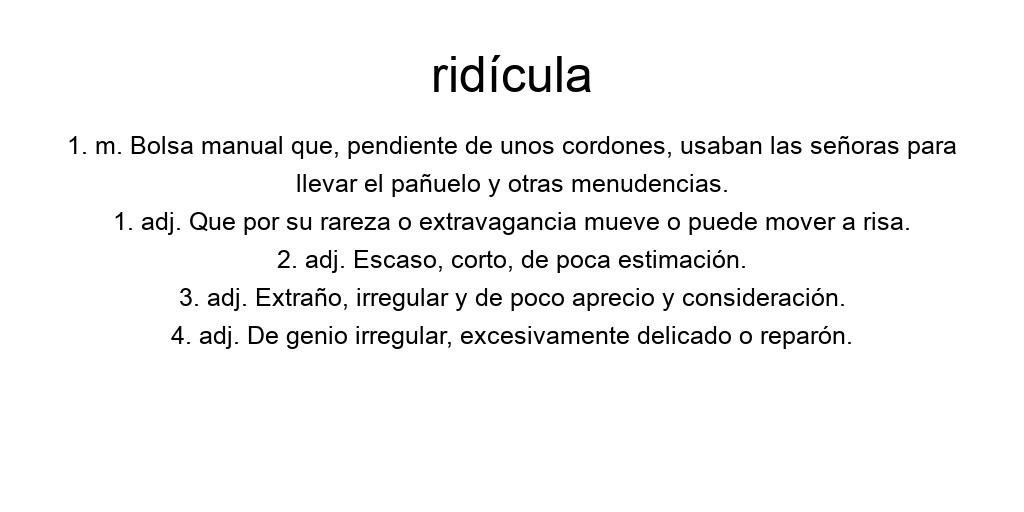 ridícula
1. m. Bolsa manual que, pendiente de unos cordones, usaban las señoras para
llevar el pañuelo y otras menudencias.
1. adj. Que por su rareza o extravagancia mueve o puede mover a risa.
2. adj. Escaso, corto, de poca estimación.
3. adj. Extraño, irregular y de poco aprecio y consideración.
4. adj. De genio irregular, excesivamente delicado o reparón.